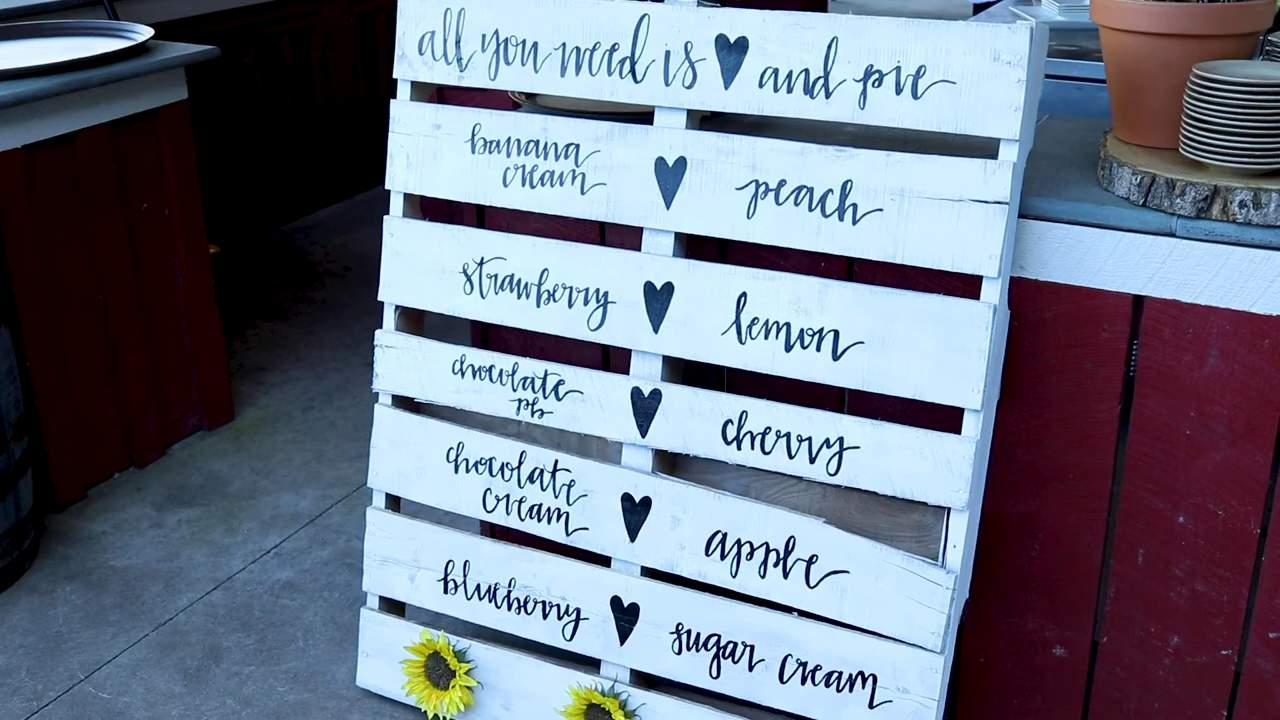 all you need is ♥ and pie
banana
cream ♥ peach
strawberry ♥ lemon
chocolate
pb ♥ cherry
chocolate
cream ♥ apple
blueberry ♥ sugar cream